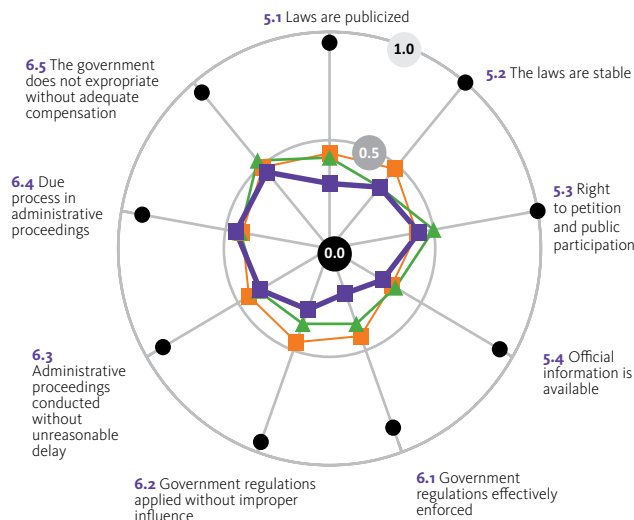 5.1 Laws are publicized
1.0
5.2 The laws are stable
0.5
5.3 Right
to petition
and public
participation
0.0
5.4 Official
information is
available
6.1 Government
regulations effectively
enforced
6.2 Government regulations
applied without improper
influence
6.3
Administrative
proceedings
conducted
without
unreasonable
delay
6.4 Due
process in
administrative
proceedings
6.5 The government
does not expropriate
without adequate
compensation